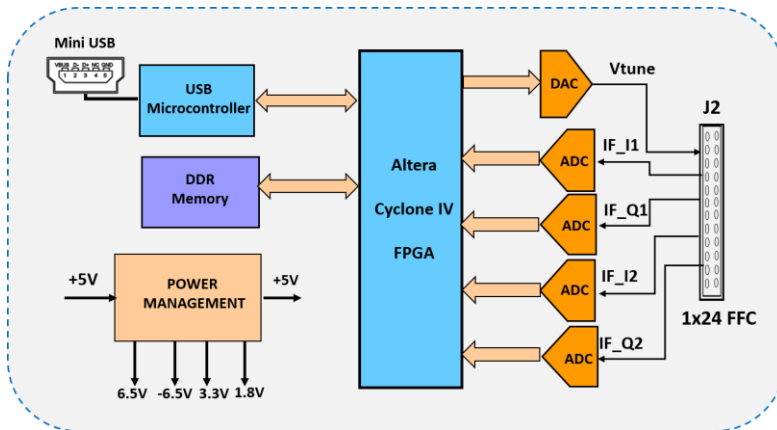 Mini USB
VBUS D- D+ NC GND
1 2 3 4 5
USB
Microcontroller
DDR
Memory
+5V
POWER
MANAGEMENT
+5V
6.5V -6.5V 3.3V 1.8V
Altera
Cyclone IV
FPGA
DAC
Vtune
ADC
IF_I1
ADC
IF_Q1
ADC
IF_I2
ADC
IF_Q2
J2
1x24 FFC